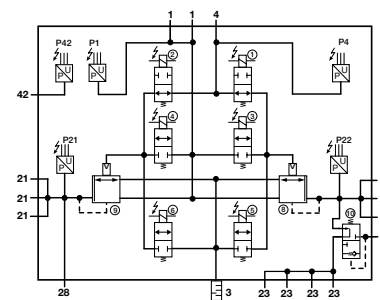 1 1 4
P42 P1 ② ① P4
P U P U P U
42
④ ③
P21 P22
P U P U
21
21
21
⑨ ⑧
⑩
⑥ ⑤
28 3 23 23 23 23